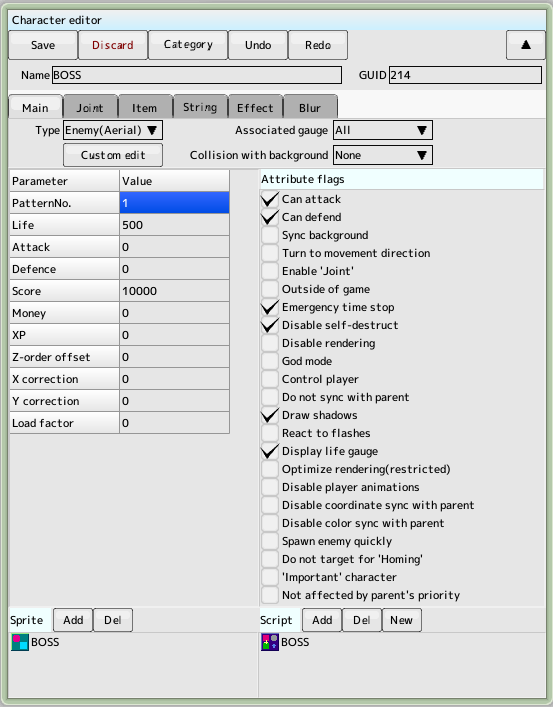 Character editor
Save Discard Category Undo Redo ▲
Name BOSS GUID 214
Main Joint Item String Effect Blur
Type Enemy(Aerial) ▼ Associated gauge All ▼
Custom edit Collision with background None ▼
Parameter Value
PatternNo. 1
Life 500
Attack 0
Defence 0
Score 10000
Money 0
XP 0
Z-order offset 0
X correction 0
Y correction 0
Load factor 0
Attribute flags
Can attack
Can defend
Sync background
Turn to movement direction
Enable 'Joint'
Outside of game
Emergency time stop
Disable self-destruct
Disable rendering
God mode
Control player
Do not sync with parent
Draw shadows
React to flashes
Display life gauge
Optimize rendering(restricted)
Disable player animations
Disable coordinate sync with parent
Disable color sync with parent
Spawn enemy quickly
Do not target for 'Homing'
'Important' character
Not affected by parent's priority
Sprite Add Del
BOSS
Script Add Del New
BOSS